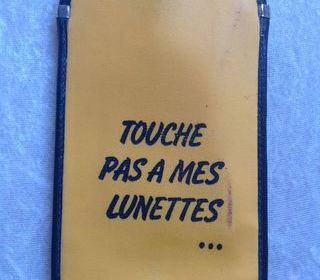 TOUCHE
PAS A MES
LUNETTES
...